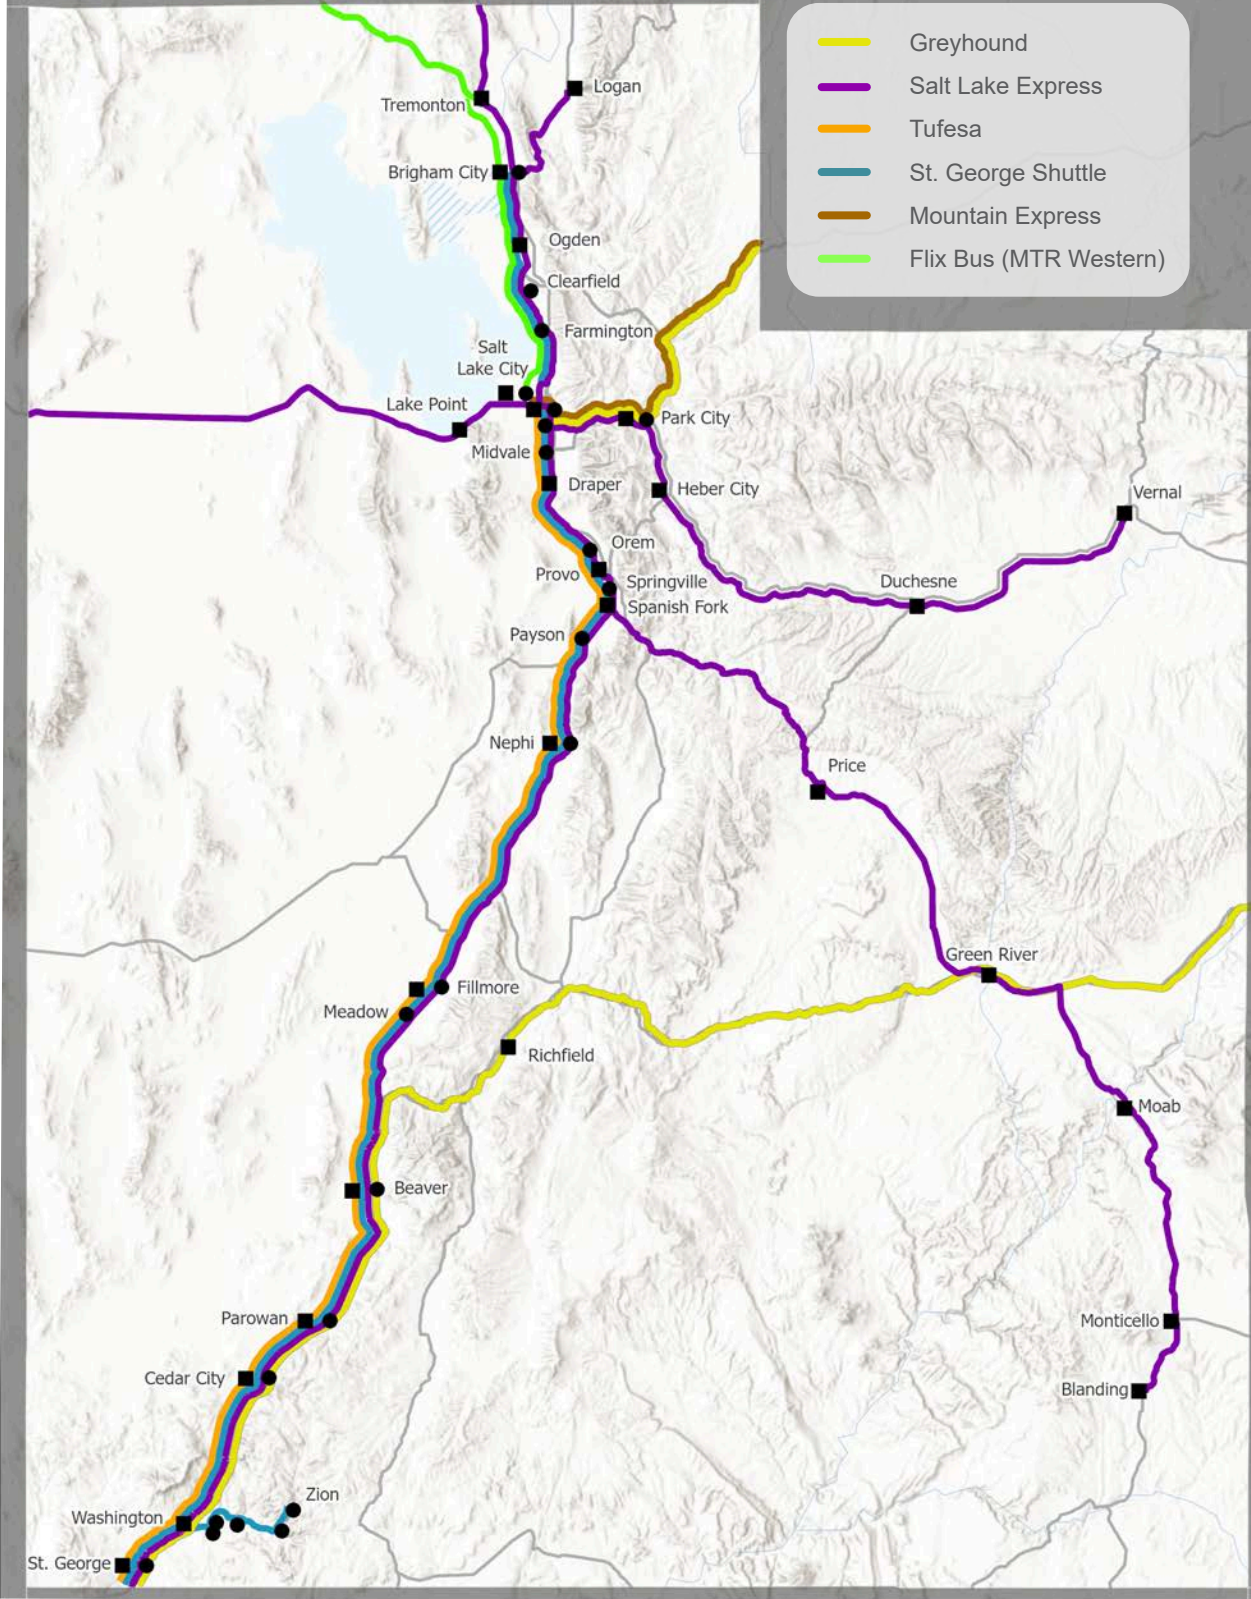 Greyhound
Salt Lake Express
Tufesa
St. George Shuttle
Mountain Express
Flix Bus (MTR Western)
Logan
Tremonton
Brigham City
Ogden
Clearfield
Farmington
Salt
Lake City
Lake Point
Park City
Midvale
Draper
Heber City
Vernal
Orem
Provo
Springville
Duchesne
Spanish Fork
Payson
Nephi
Price
Green River
Fillmore
Meadow
Richfield
Moab
Beaver
Parowan
Monticello
Cedar City
Blanding
Zion
Washington
St. George